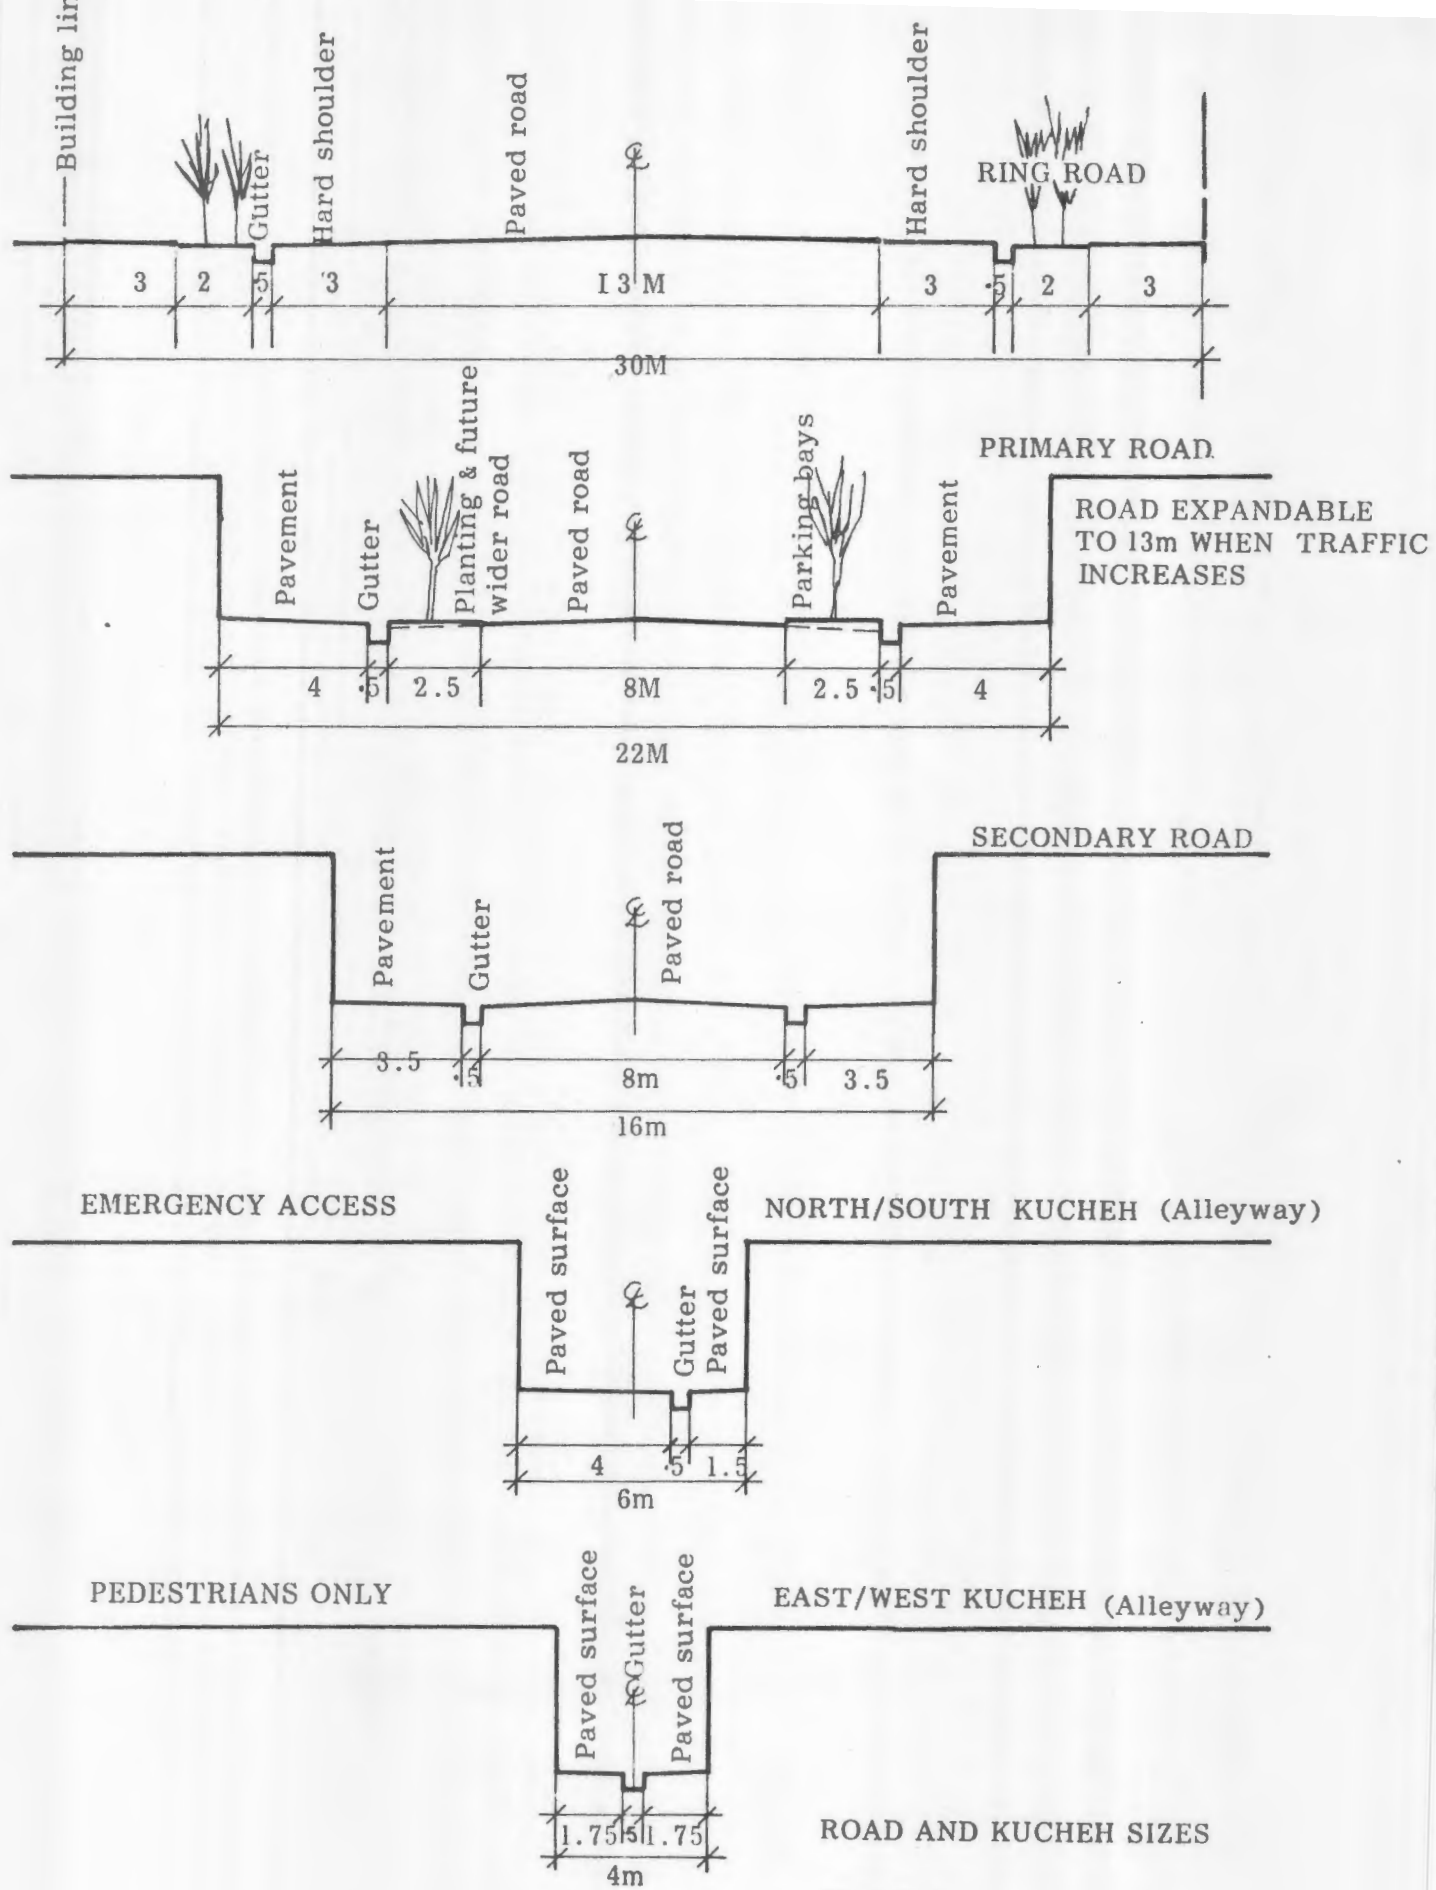 Building lin
Gutter
Hard shoulder
Paved road
Hard shoulder
RING ROAD
3 2 .5 3 13 M 3 .5 2 3
30M
PRIMARY ROAD
Pavement
Gutter
Planting & future
wider road
Paved road
Parking bays
Pavement
ROAD EXPANDABLE
TO 13m WHEN TRAFFIC
INCREASES
4 .5 2.5 8M 2.5 .5 4
22M
SECONDARY ROAD
Pavement
Gutter
Paved road
3.5 .5 8m .5 3.5
16m
EMERGENCY ACCESS
NORTH/SOUTH KUCHEH (Alleyway)
Paved surface
Gutter
Paved surface
4 .5 1.5
6m
PEDESTRIANS ONLY
EAST/WEST KUCHEH (Alleyway)
Paved surface
Gutter
Paved surface
1.75 .5 1.75
4m
ROAD AND KUCHEH SIZES